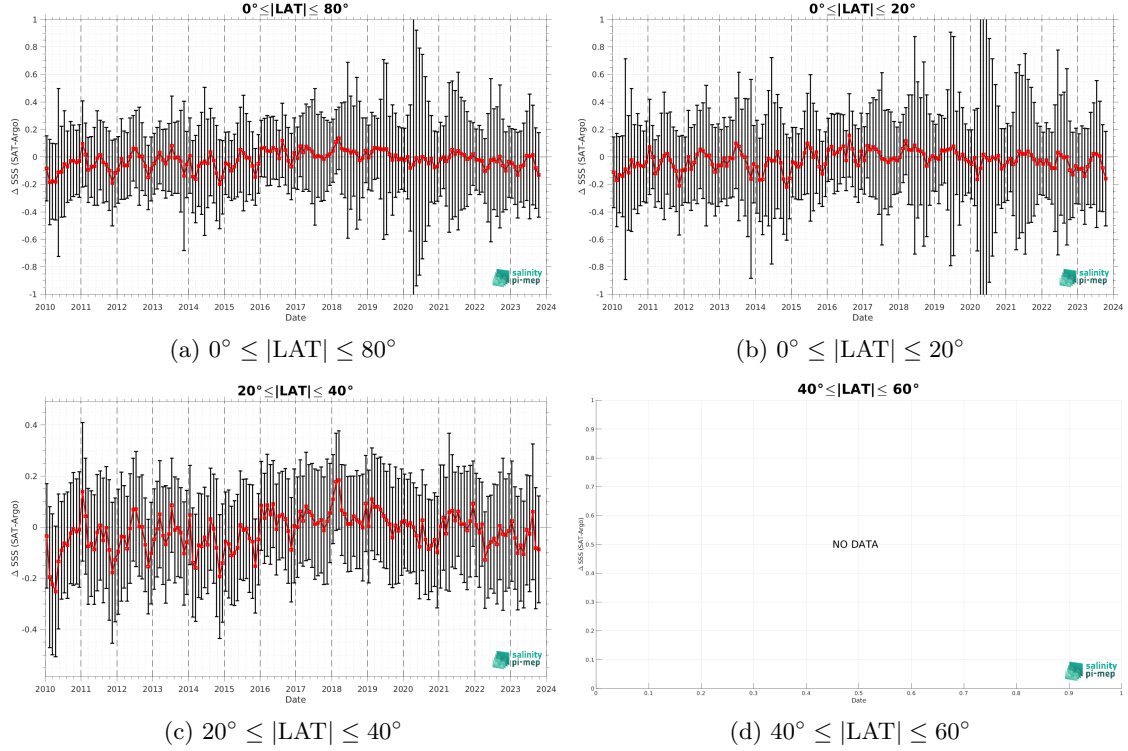 0°≤|LAT|≤ 80°
Δ SSS (SAT-Argo)
1
0.8
0.6
0.4
0.2
0
-0.2
-0.4
-0.6
-0.8
-1
2010 2011 2012 2013 2014 2015 2016 2017 2018 2019 2020 2021 2022 2023 2024
Date
salinity
pi-mep
(a) 0° ≤ |LAT| ≤ 80°
0°≤|LAT|≤ 20°
Δ SSS (SAT-Argo)
1
0.8
0.6
0.4
0.2
0
-0.2
-0.4
-0.6
-0.8
-1
2010 2011 2012 2013 2014 2015 2016 2017 2018 2019 2020 2021 2022 2023 2024
Date
salinity
pi-mep
(b) 0° ≤ |LAT| ≤ 20°
20°≤|LAT|≤ 40°
Δ SSS (SAT-Argo)
0.4
0.2
0
-0.2
-0.4
2010 2011 2012 2013 2014 2015 2016 2017 2018 2019 2020 2021 2022 2023 2024
Date
salinity
pi-mep
(c) 20° ≤ |LAT| ≤ 40°
40°≤|LAT|≤ 60°
Δ SSS (SAT-Argo)
1
0.9
0.8
0.7
0.6
0.5
0.4
0.3
0.2
0.1
0
NO DATA
0 0.1 0.2 0.3 0.4 0.5 0.6 0.7 0.8 0.9 1
Date
salinity
pi-mep
(d) 40° ≤ |LAT| ≤ 60°